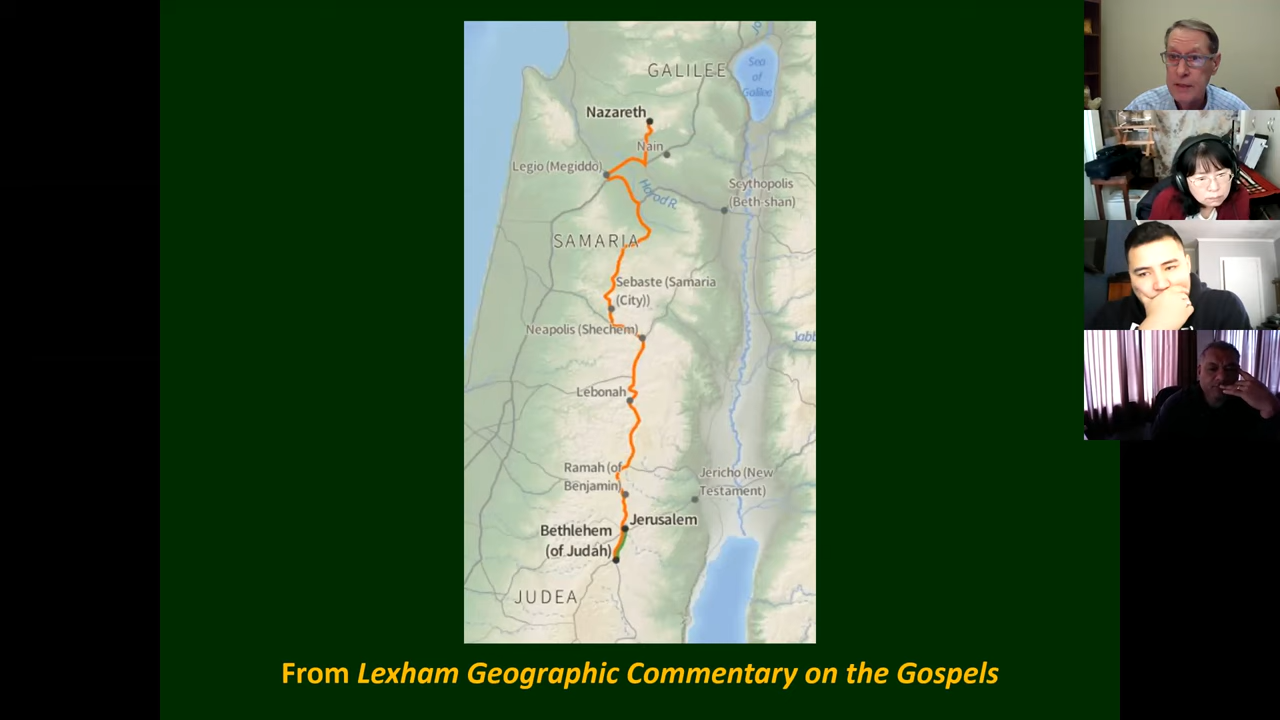 GALILEE
Sea
of
Galilee
Nazareth
Nain
Legio (Megiddo)
Harod R.
Scythopolis
(Beth-shan)
SAMARIA
Sebaste (Samaria
(City))
Neapolis (Shechem)
Jabb
Lebonah
Ramah (of
Benjamin)
Jericho (New
Testament)
Jerusalem
Bethlehem
(of Judah)
JUDEA
From Lexham Geographic Commentary on the Gospels